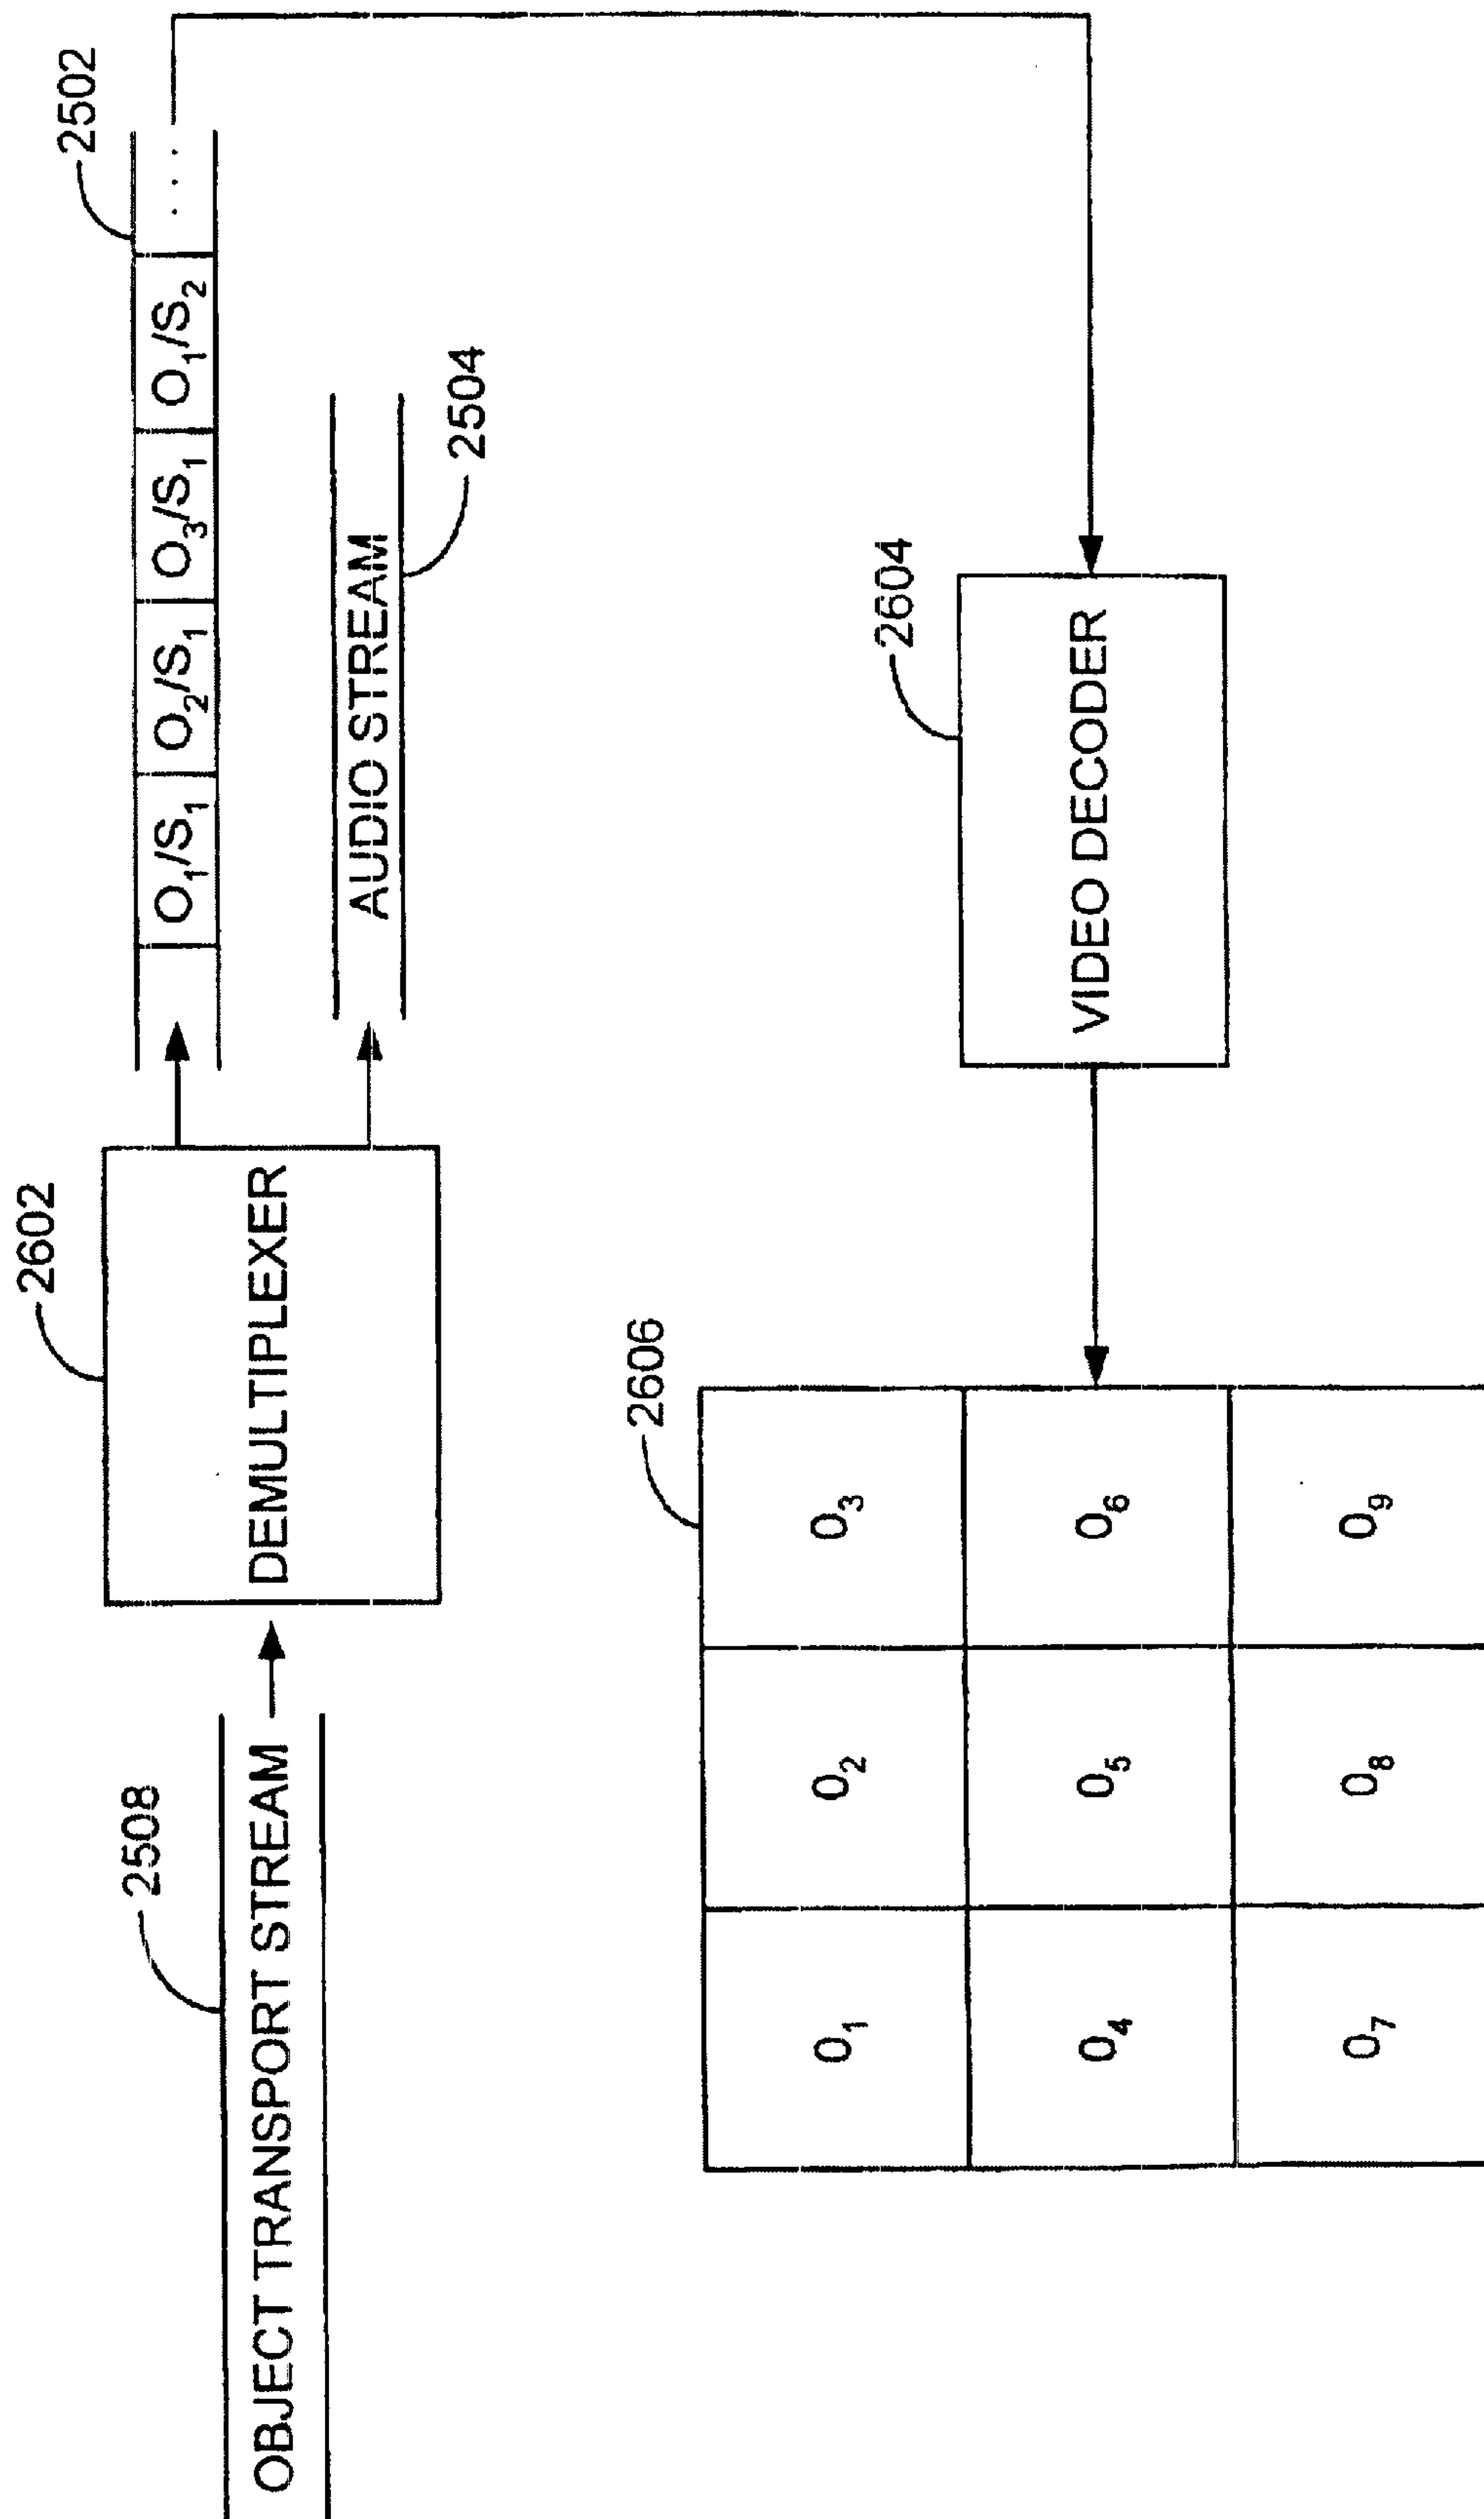 2508
OBJECT TRANSPORT STREAM
2602
DEMULTIPLEXER
2502
O₁/S₁ O₂/S₁ O₃/S₁ O₁/S₂ ...
AUDIO STREAM
2504
2606
O₁ O₂ O₃
O₄ O₅ O₆
O₇ O₈ O₉
2604
VIDEO DECODER